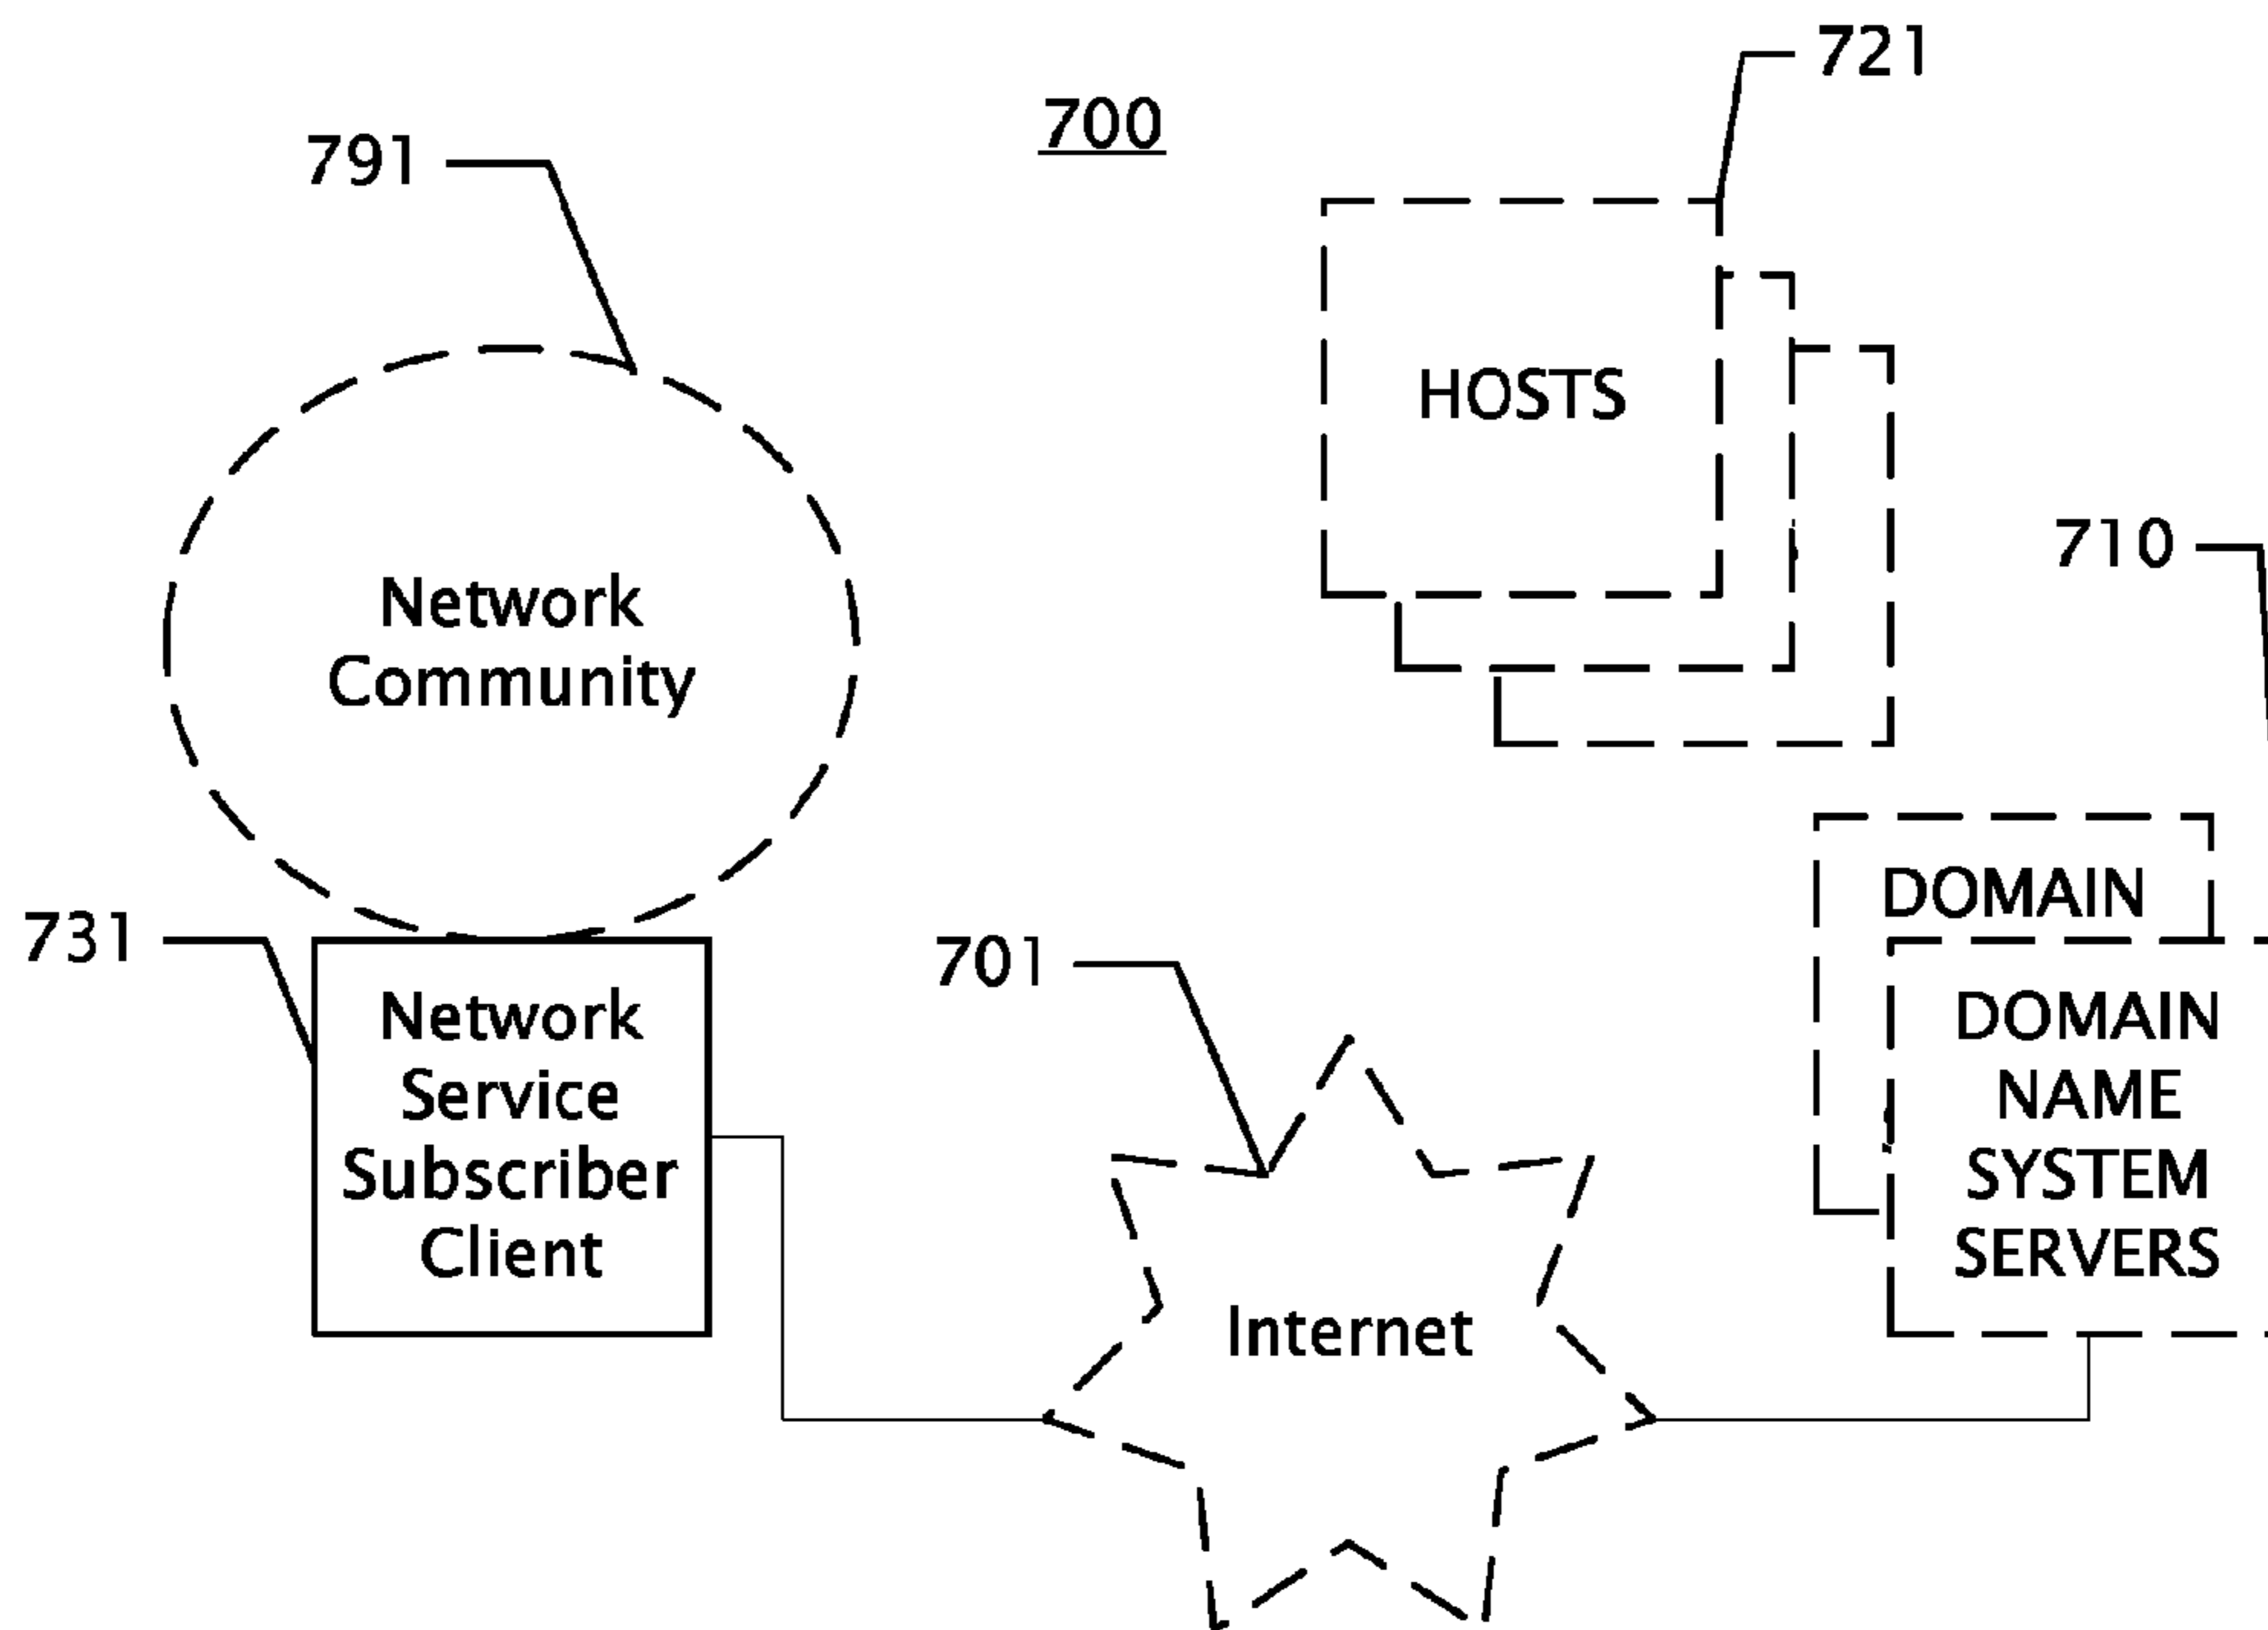 721
700
791
HOSTS
710
Network
Community
DOMAIN
731
701
Network
Service
Subscriber
Client
DOMAIN
NAME
SYSTEM
SERVERS
Internet